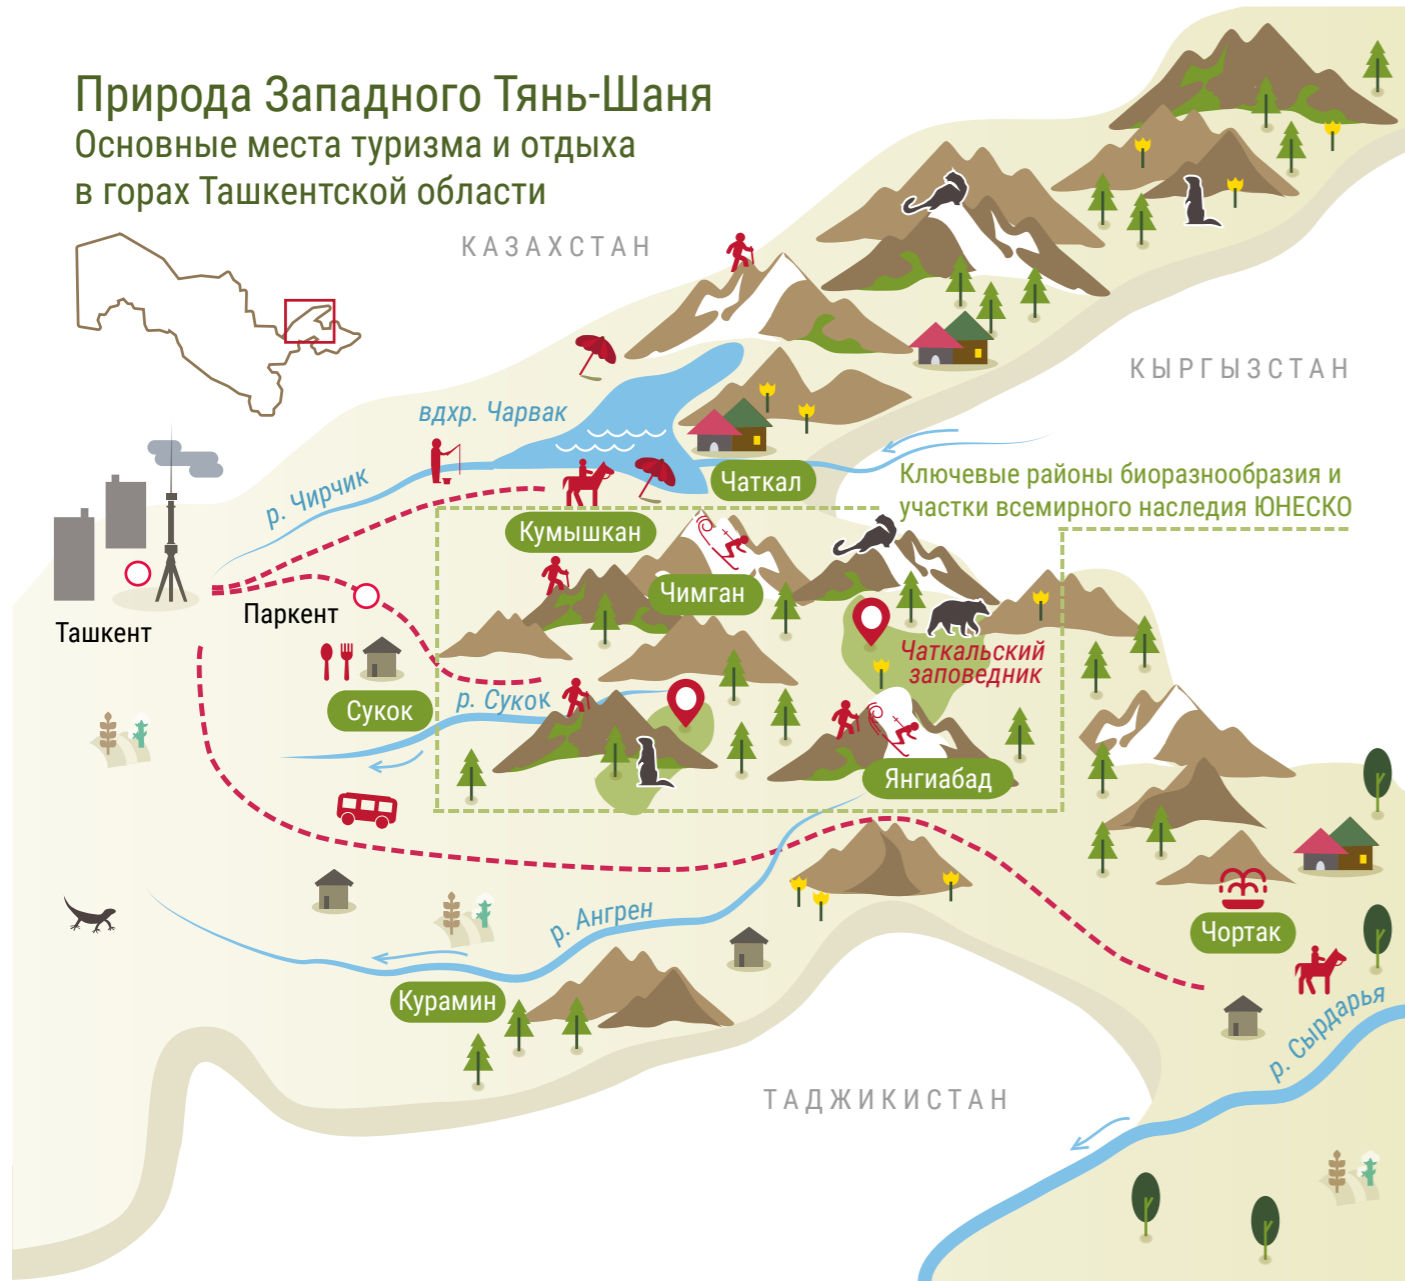 Природа Западного Тянь-Шаня
Основные места туризма и отдыха
в горах Ташкентской области
КАЗАХСТАН
КЫРГЫЗСТАН
вдхр. Чарвак
р. Чирчик
Чаткал
Ключевые районы биоразнообразия и
участки всемирного наследия ЮНЕСКО
Кумышкан
Чимган
Ташкент
Паркент
Чаткальский
заповедник
Сукок
р. Сукок
Янгиабад
р. Ангрен
Чортак
Курамин
р. Сырдарья
ТАДЖИКИСТАН